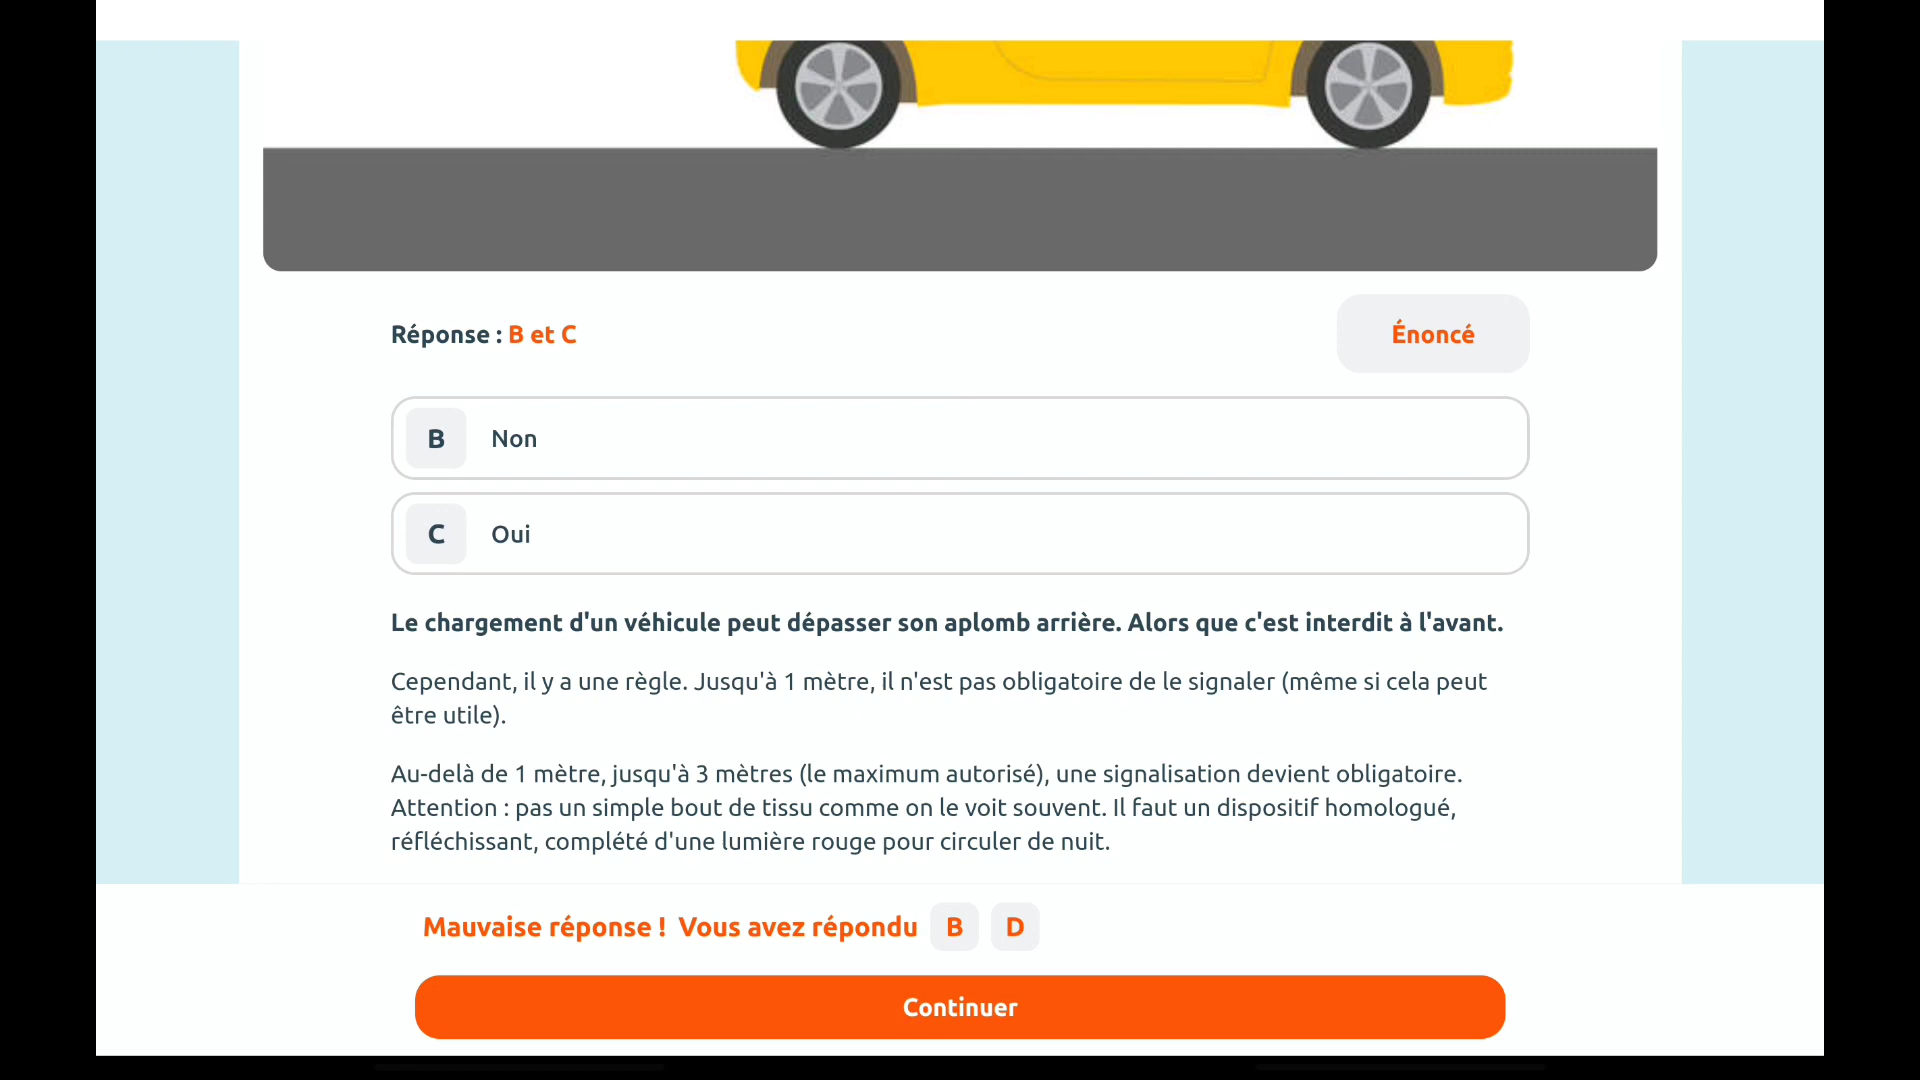 Réponse : B et C
Énoncé
B Non
C Oui
Le chargement d'un véhicule peut dépasser son aplomb arrière. Alors que c'est interdit à l'avant.
Cependant, il y a une règle. Jusqu'à 1 mètre, il n'est pas obligatoire de le signaler (même si cela peut
être utile).
Au-delà de 1 mètre, jusqu'à 3 mètres (le maximum autorisé), une signalisation devient obligatoire.
Attention : pas un simple bout de tissu comme on le voit souvent. Il faut un dispositif homologué,
réfléchissant, complété d'une lumière rouge pour circuler de nuit.
Mauvaise réponse ! Vous avez répondu B D
Continuer